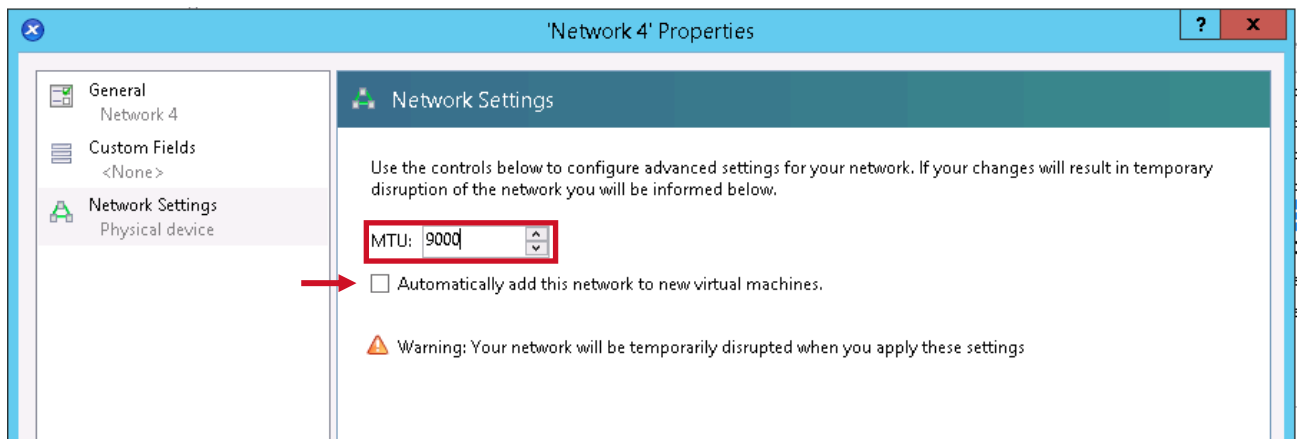 'Network 4' Properties
?
x
General
Network 4
Custom Fields
<None>
Network Settings
Physical device
Network Settings
Use the controls below to configure advanced settings for your network. If your changes will result in temporary
disruption of the network you will be informed below.
MTU: 9000
Automatically add this network to new virtual machines.
Warning: Your network will be temporarily disrupted when you apply these settings